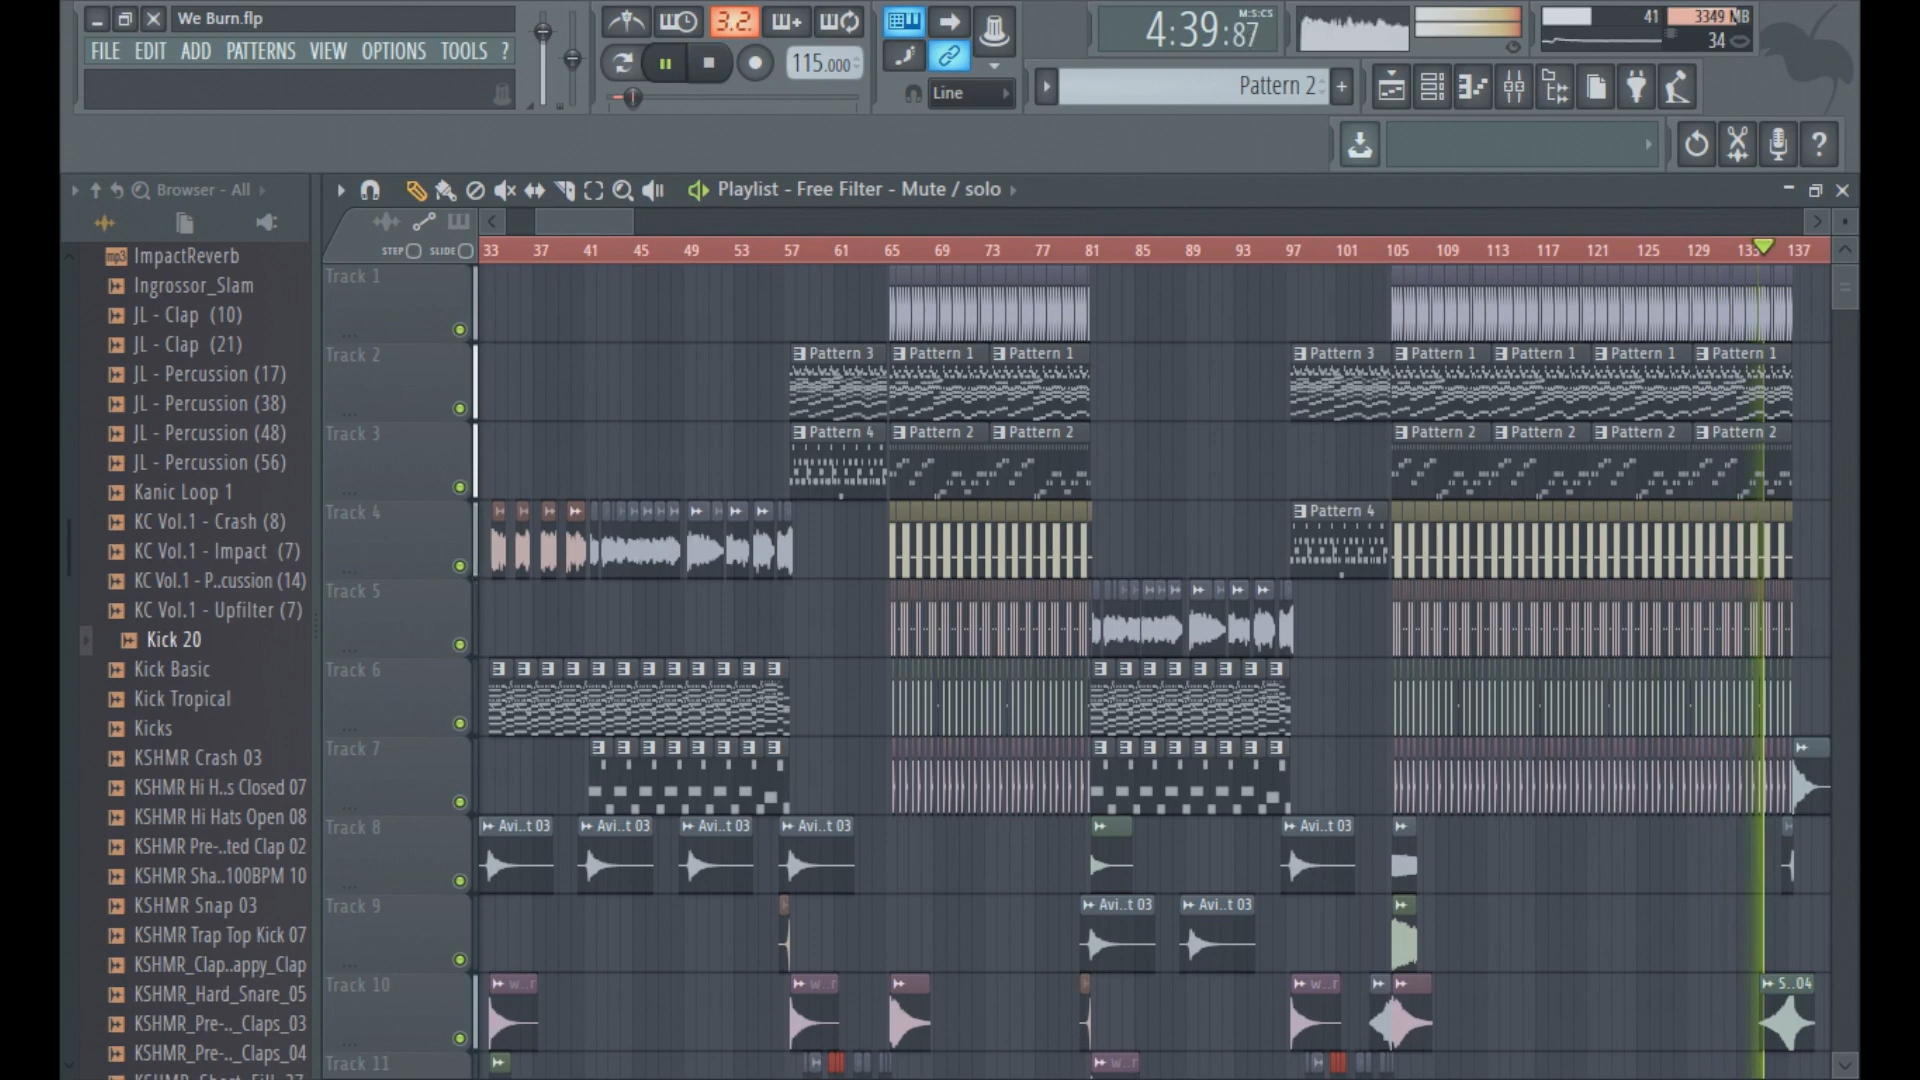 We Burn.flp
FILE EDIT ADD PATTERNS VIEW OPTIONS TOOLS ?
3.2.
115.000
Line
4:39:87
M:S:CS
Pattern 2
+
41
3349 MB
34
?
Browser - All
Playlist - Free Filter - Mute / solo
STEP SLIDE
33 37 41 45 49 53 57 61 65 69 73 77 81 85 89 93 97 101 105 109 113 117 121 125 129 137
mp3 ImpactReverb
Ingrossor_Slam
JL - Clap (10)
JL - Clap (21)
JL - Percussion (17)
JL - Percussion (38)
JL - Percussion (48)
JL - Percussion (56)
Kanic Loop 1
KC Vol.1 - Crash (8)
KC Vol.1 - Impact (7)
KC Vol.1 - P..cussion (14)
KC Vol.1 - Upfilter (7)
Kick 20
Kick Basic
Kick Tropical
Kicks
KSHMR Crash 03
KSHMR Hi H..s Closed 07
KSHMR Hi Hats Open 08
KSHMR Pre-..ted Clap 02
KSHMR Sha..100BPM 10
KSHMR Snap 03
KSHMR Trap Top Kick 07
KSHMR_Clap..appy_Clap
KSHMR_Hard_Snare_05
KSHMR_Pre-.._Claps_03
KSHMR_Pre-.._Claps_04
Track 1
Track 2
Pattern 3 Pattern 1 Pattern 1 Pattern 3 Pattern 1 Pattern 1 Pattern 1 Pattern 1
Track 3
Pattern 4 Pattern 2 Pattern 2 Pattern 2 Pattern 2 Pattern 2 Pattern 2
Track 4
Pattern 4
Track 5
Track 6
Track 7
Track 8
Avi..t 03 Avi..t 03 Avi..t 03 Avi..t 03 Avi..t 03
Track 9
Avi..t 03 Avi..t 03
Track 10
w..r w..r w..r S..04
Track 11
w..r